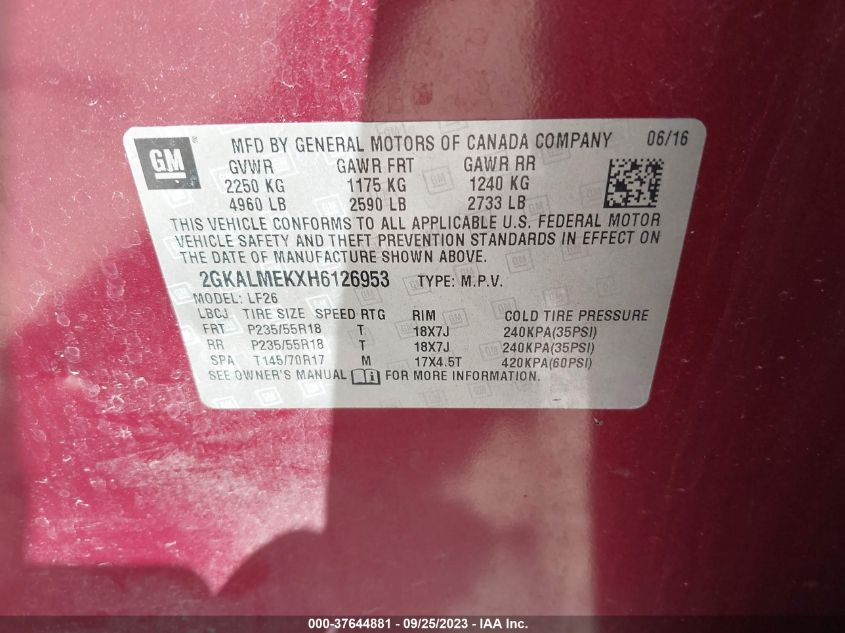 GM ® MFD BY GENERAL MOTORS OF CANADA COMPANY 06/16
GVWR GAWR FRT GAWR RR
2250 KG 1175 KG 1240 KG
4960 LB 2590 LB 2733 LB
THIS VEHICLE CONFORMS TO ALL APPLICABLE U.S. FEDERAL MOTOR
VEHICLE SAFETY AND THEFT PREVENTION STANDARDS IN EFFECT ON
THE DATE OF MANUFACTURE SHOWN ABOVE.
2GKALMEKXH6126953 TYPE: M.P.V.
MODEL: LF26
LBCJ TIRE SIZE SPEED RTG RIM COLD TIRE PRESSURE
FRT P235/55R18 T 18X7J 240KPA(35PSI)
RR P235/55R18 T 18X7J 240KPA(35PSI)
SPA T145/70R17 M 17X4.5T 420KPA(60PSI)
SEE OWNER'S MANUAL FOR MORE INFORMATION.
000-37644881 - 09/25/2023 - IAA Inc.